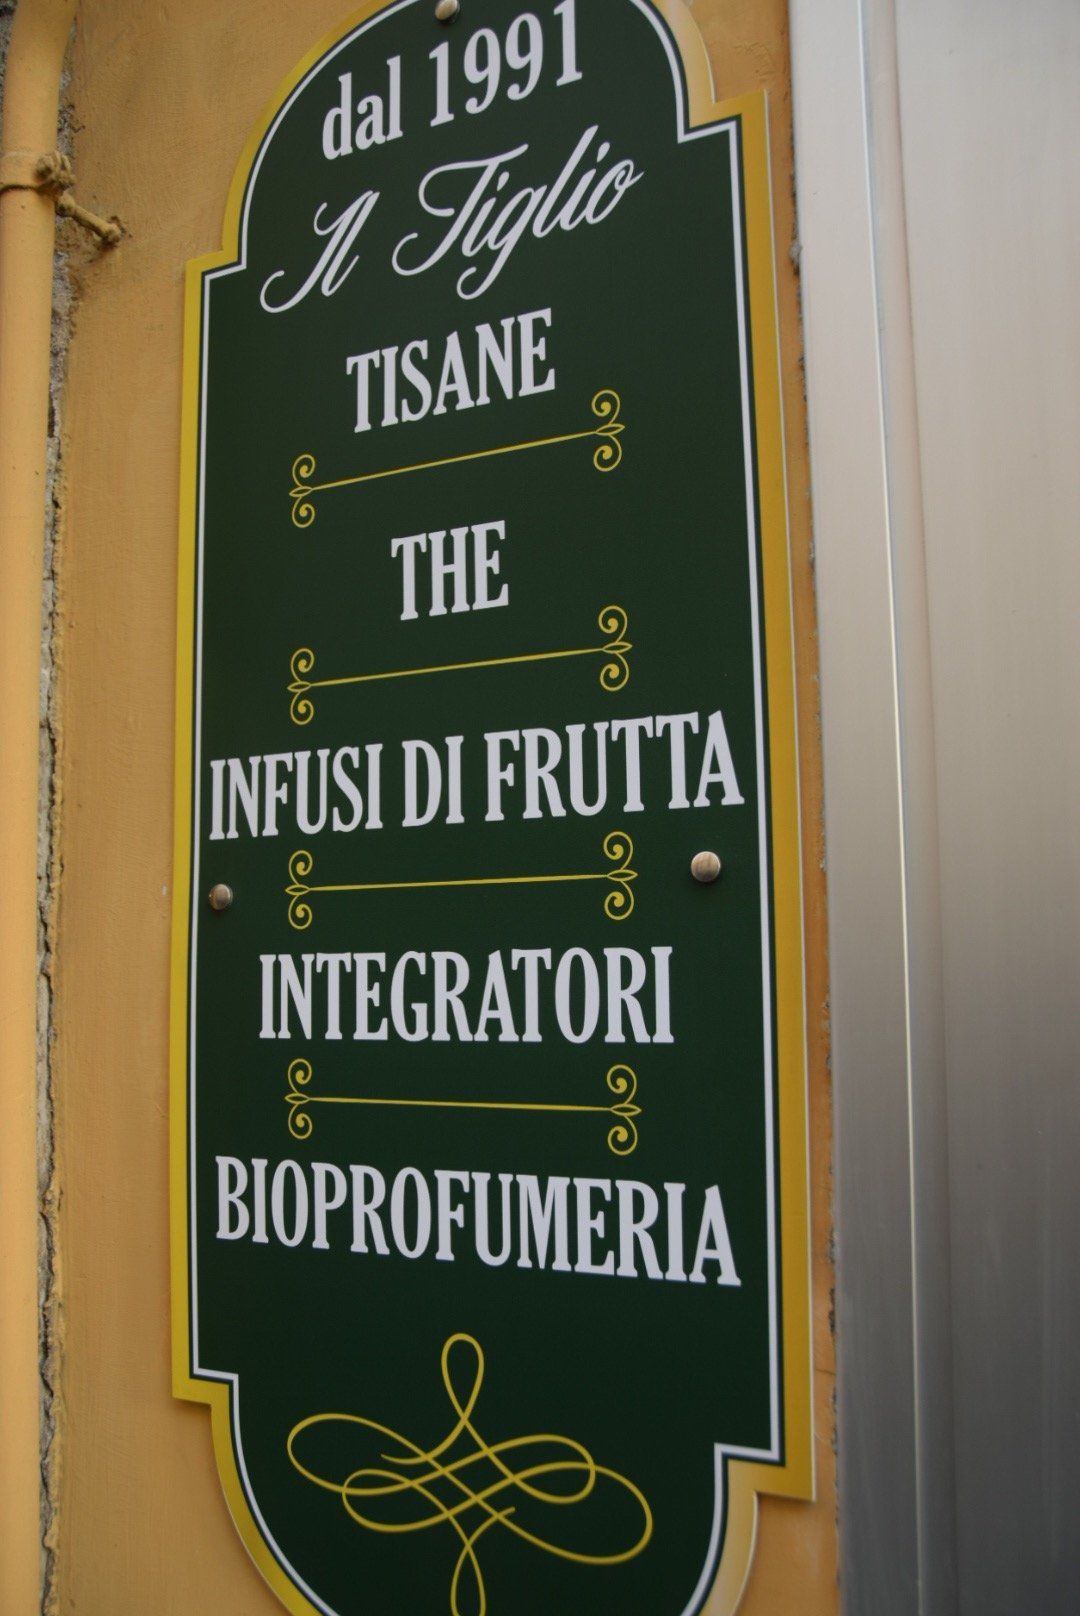 dal 1991
Il Tiglio
TISANE
THE
INFUSI DI FRUTTA
INTEGRATORI
BIOPROFUMERIA